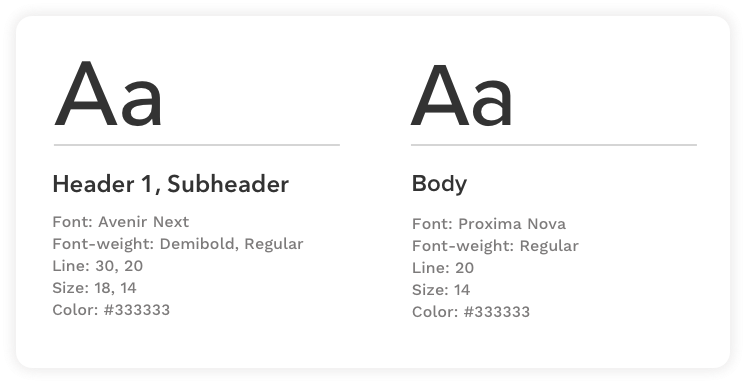 Aa
Header 1, Subheader
Font: Avenir Next
Font-weight: Demibold, Regular
Line: 30, 20
Size: 18, 14
Color: #333333
Aa
Body
Font: Proxima Nova
Font-weight: Regular
Line: 20
Size: 14
Color: #333333